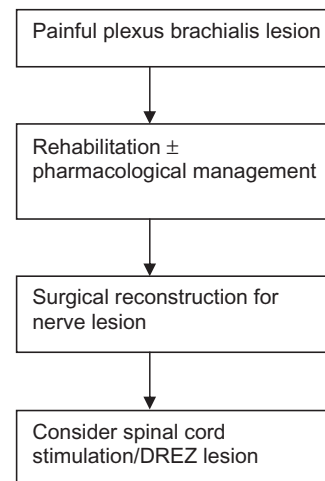 Painful plexus brachialis lesion
Rehabilitation ±
pharmacological management
Surgical reconstruction for
nerve lesion
Consider spinal cord
stimulation/DREZ lesion